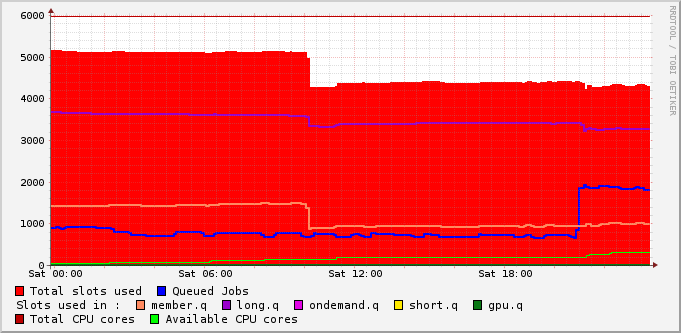 6000
5000
4000
3000
2000
1000
0
Sat 00:00 Sat 06:00 Sat 12:00 Sat 18:00
Total slots used Queued Jobs
Slots used in : member.q long.q ondemand.q short.q gpu.q
Total CPU cores Available CPU cores
RRDTOOL / TOBI OETIKER